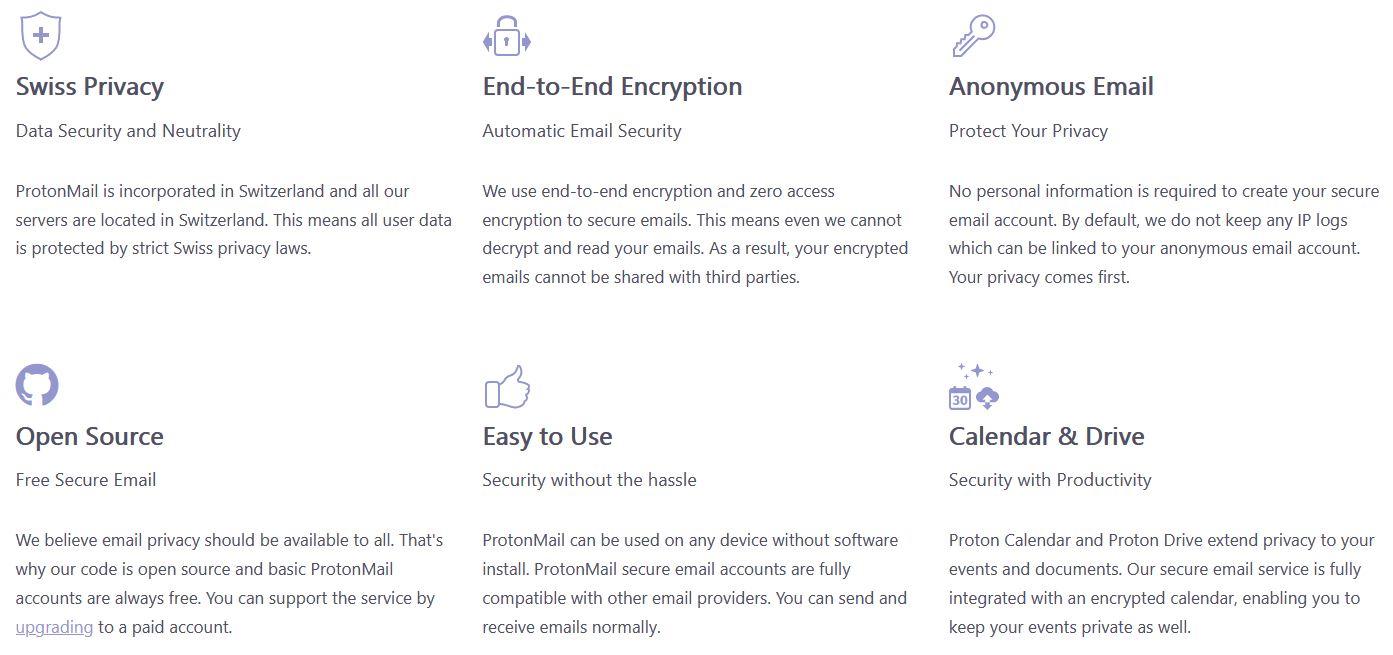 Swiss Privacy
Data Security and Neutrality
ProtonMail is incorporated in Switzerland and all our
servers are located in Switzerland. This means all user data
is protected by strict Swiss privacy laws.
End-to-End Encryption
Automatic Email Security
We use end-to-end encryption and zero access
encryption to secure emails. This means even we cannot
decrypt and read your emails. As a result, your encrypted
emails cannot be shared with third parties.
Anonymous Email
Protect Your Privacy
No personal information is required to create your secure
email account. By default, we do not keep any IP logs
which can be linked to your anonymous email account.
Your privacy comes first.
Open Source
Free Secure Email
We believe email privacy should be available to all. That's
why our code is open source and basic ProtonMail
accounts are always free. You can support the service by
upgrading to a paid account.
Easy to Use
Security without the hassle
ProtonMail can be used on any device without software
install. ProtonMail secure email accounts are fully
compatible with other email providers. You can send and
receive emails normally.
30
Calendar & Drive
Security with Productivity
Proton Calendar and Proton Drive extend privacy to your
events and documents. Our secure email service is fully
integrated with an encrypted calendar, enabling you to
keep your events private as well.